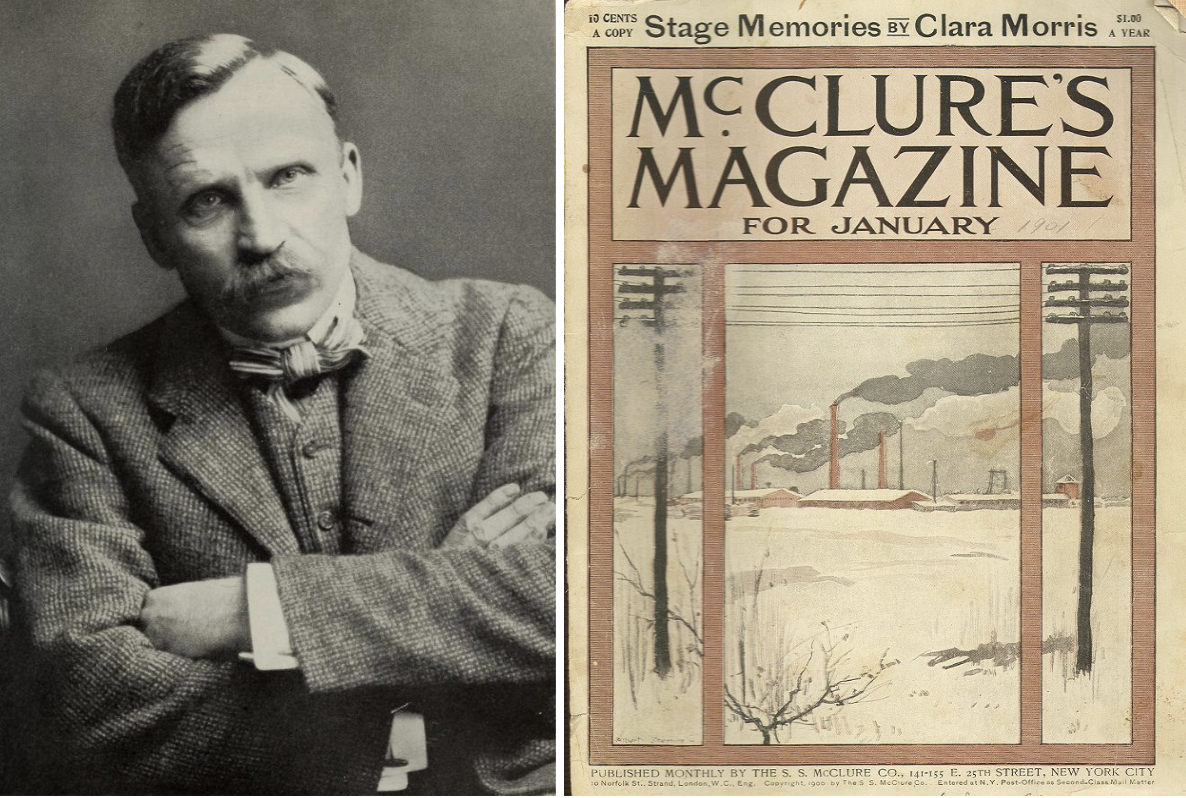 10 CENTS A COPY Stage Memories BY Clara Morris $1.00 A YEAR
MCCLURE'S
MAGAZINE
FOR JANUARY 1901
PUBLISHED MONTHLY BY THE S. S. McCLURE CO., 141-155 E. 25TH STREET, NEW YORK CITY
10 Norfolk St., Strand, London, W.C., Eng. Copyright, 1900 by The S S McClure Co. Entered at N.Y. Post-Office as Second-Class Mail Matter